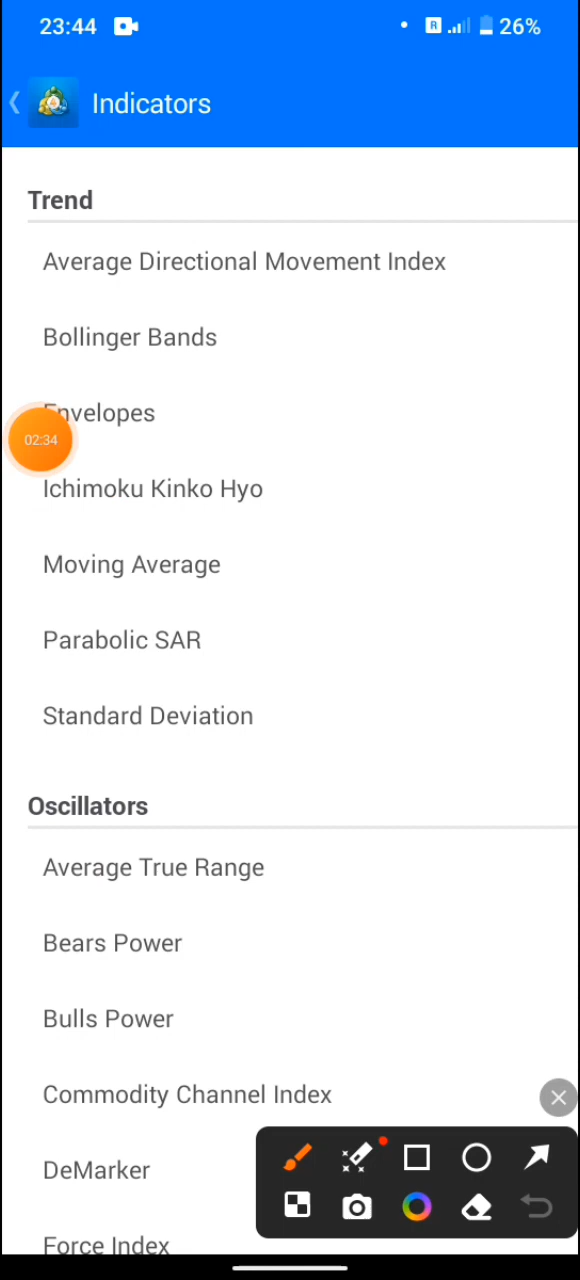 23:44
R
26%
Indicators
Trend
Average Directional Movement Index
Bollinger Bands
Envelopes
02:34
Ichimoku Kinko Hyo
Moving Average
Parabolic SAR
Standard Deviation
Oscillators
Average True Range
Bears Power
Bulls Power
Commodity Channel Index
DeMarker
Force Index